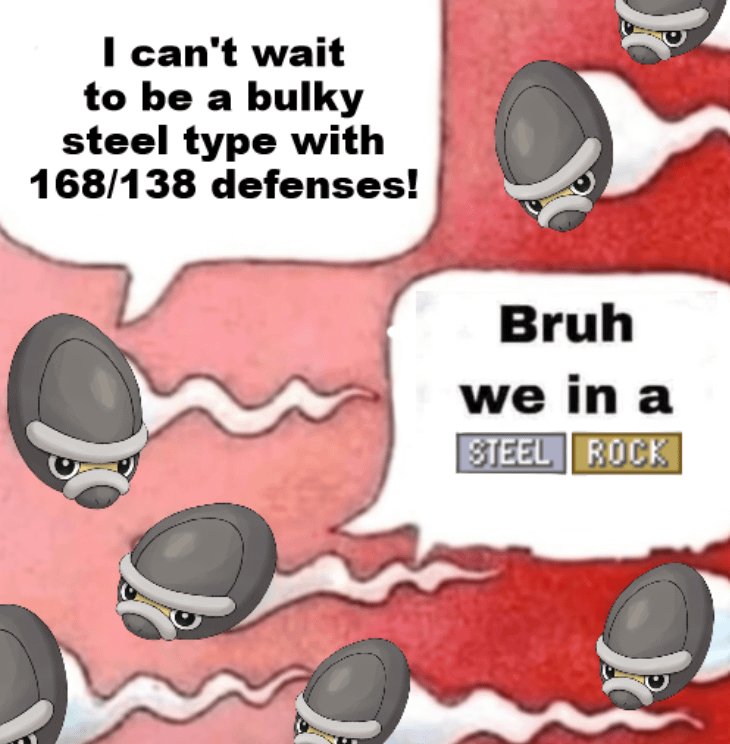 I can't wait
to be a bulky
steel type with
168/138 defenses!
Bruh
we in a
STEEL ROCK